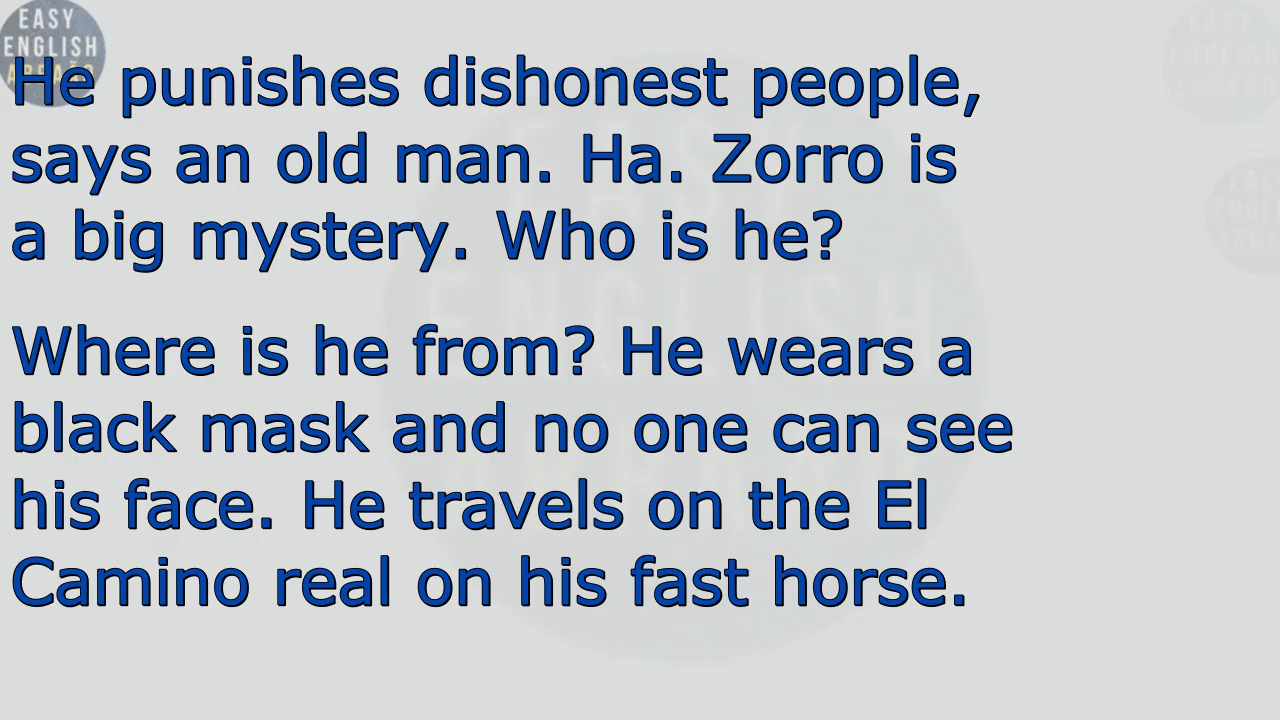 EASY
ENGLISH
He punishes dishonest people,
says an old man. Ha. Zorro is
a big mystery. Who is he?
Where is he from? He wears a
black mask and no one can see
his face. He travels on the El
Camino real on his fast horse.